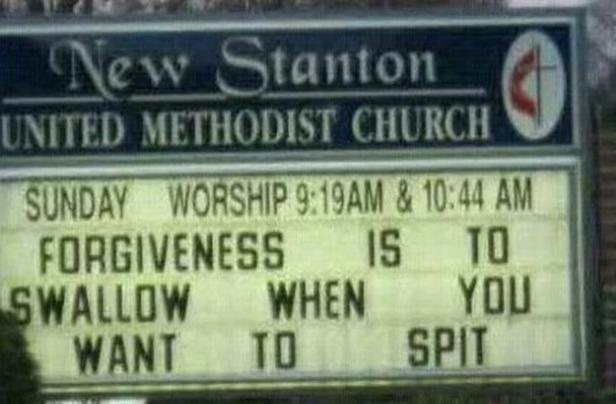 New Stanton
UNITED METHODIST CHURCH
SUNDAY WORSHIP 9:19AM & 10:44 AM
FORGIVENESS IS TO
SWALLOW WHEN YOU
WANT TO SPIT